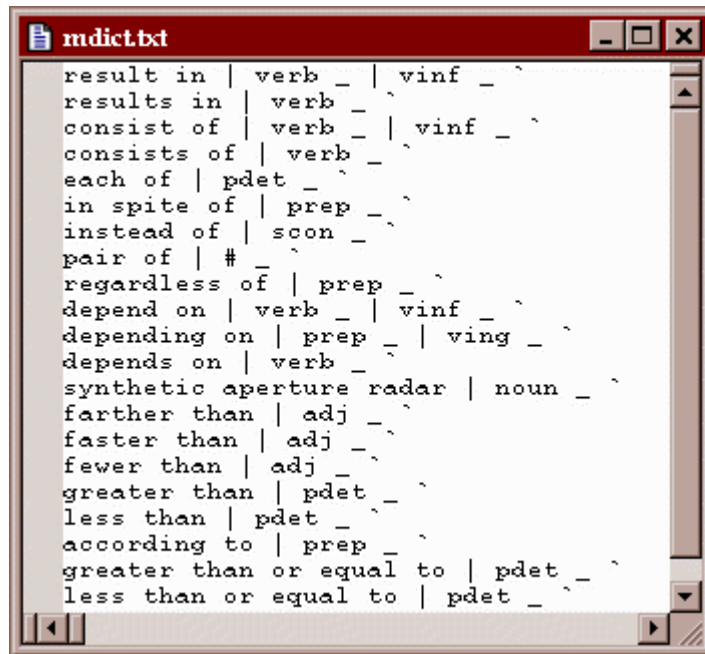 mdict.txt
result in | verb _ | vinf _ `
results in | verb _ `
consist of | verb _ | vinf _ `
consists of | verb _ `
each of | pdet _ `
in spite of | prep _ `
instead of | scon _ `
pair of | # _ `
regardless of | prep _ `
depend on | verb _ | vinf _ `
depending on | prep _ | ving _ `
depends on | verb _ `
synthetic aperture radar | noun _ `
farther than | adj _ `
faster than | adj _ `
fewer than | adj _ `
greater than | pdet _ `
less than | pdet _ `
according to | prep _ `
greater than or equal to | pdet _ `
less than or equal to | pdet _ `